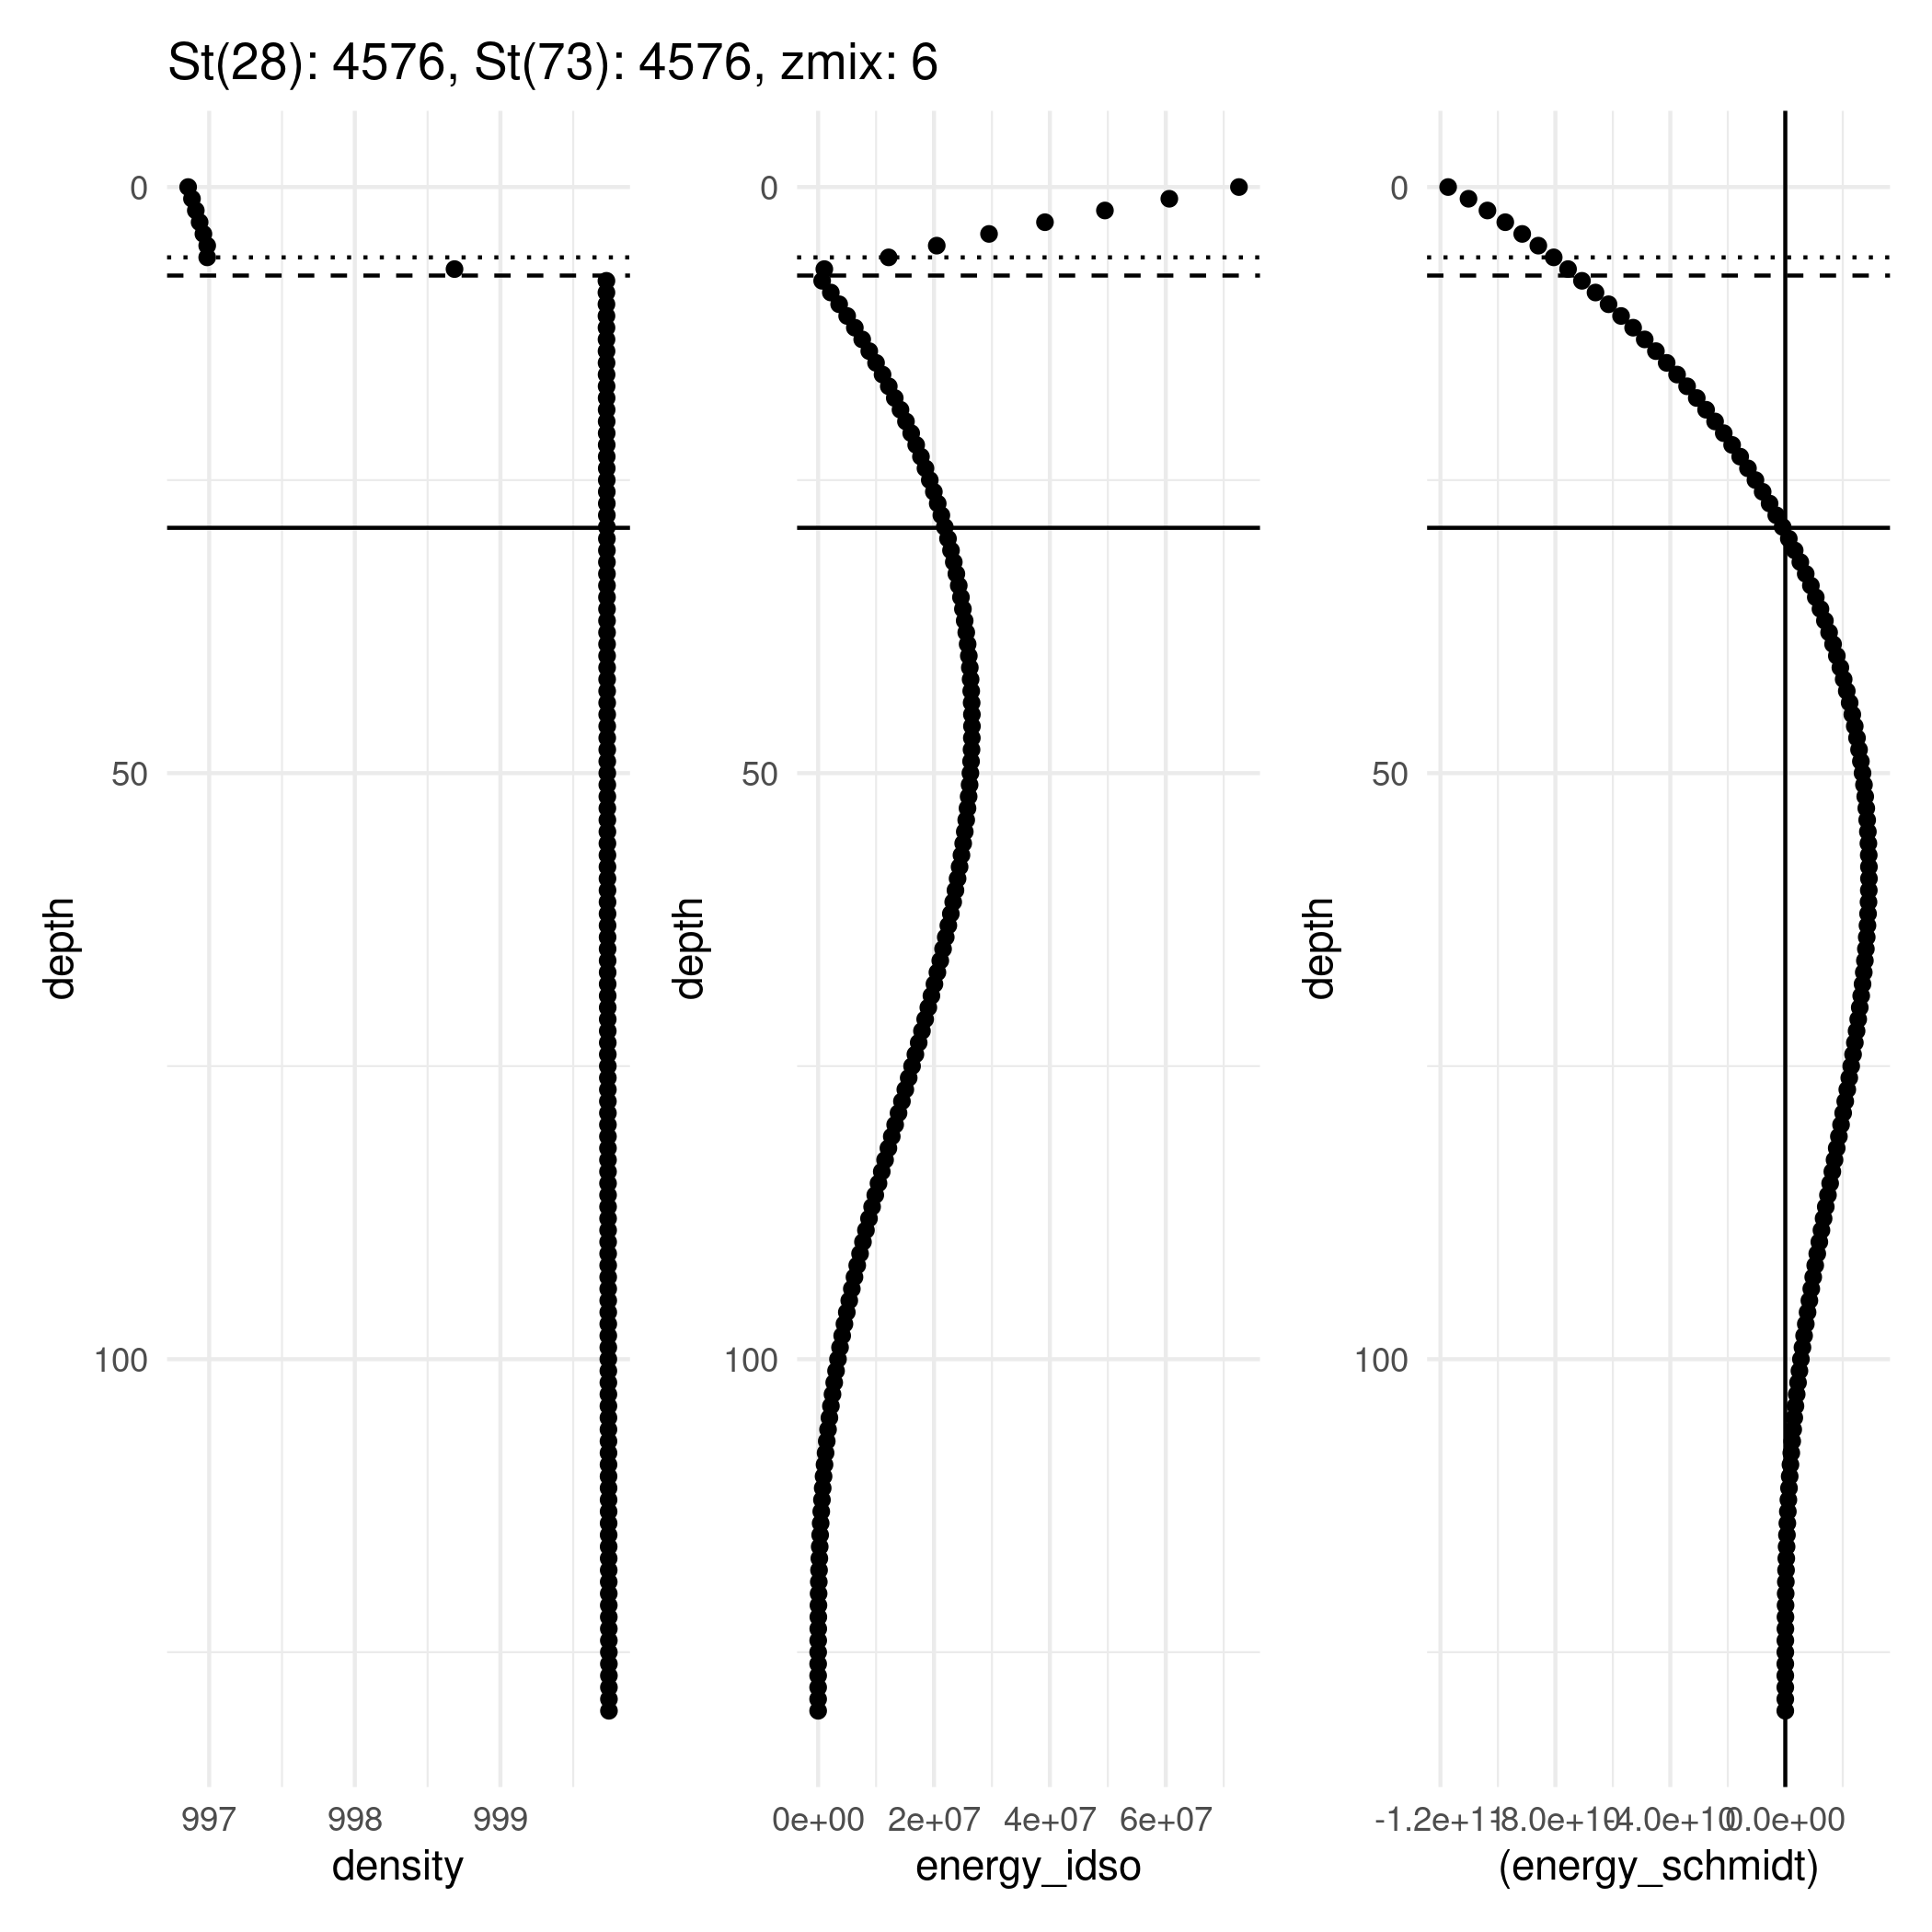 St(28): 4576, St(73): 4576, zmix: 6
0
50
100
depth
997 998 999
density
0
50
100
depth
0e+00 2e+07 4e+07 6e+07
energy_idso
0
50
100
depth
-1.2e+11 -8.0e+10 -4.0e+10 0.0e+00
(energy_schmidt)